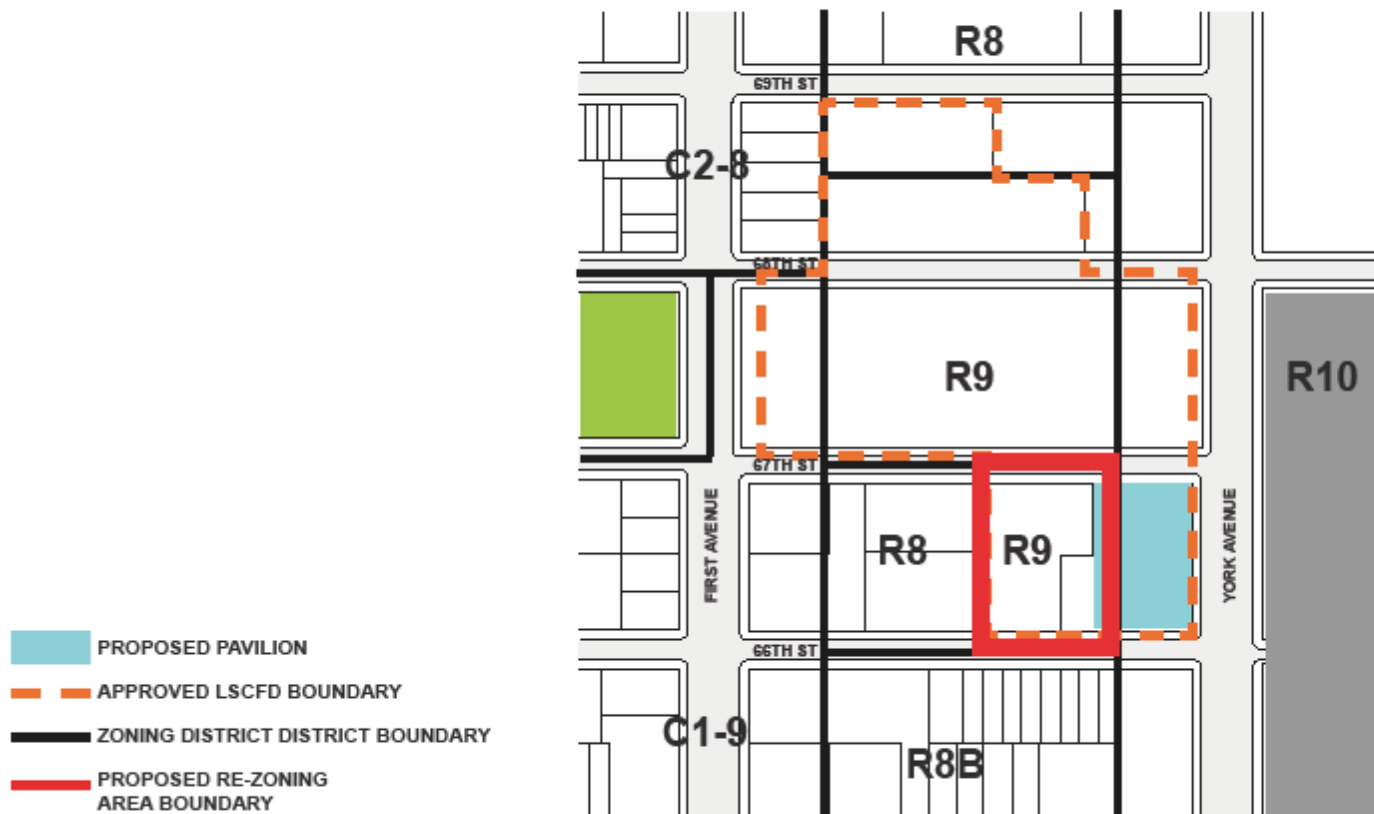 R8
69TH ST
C2-8
68TH ST
R9
R10
67TH ST
FIRST AVENUE
R8
R9
YORK AVENUE
66TH ST
C1-9
R8B
PROPOSED PAVILION
APPROVED LSCFD BOUNDARY
ZONING DISTRICT DISTRICT BOUNDARY
PROPOSED RE-ZONING
AREA BOUNDARY